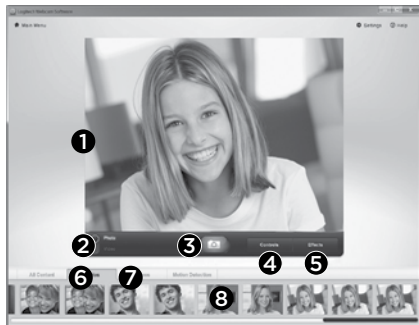 Logitech Webcam Software
Main Menu
Settings
Help
1
2
Photo
3
4
5
Effects
All Content
6
7
Motion Detection
8